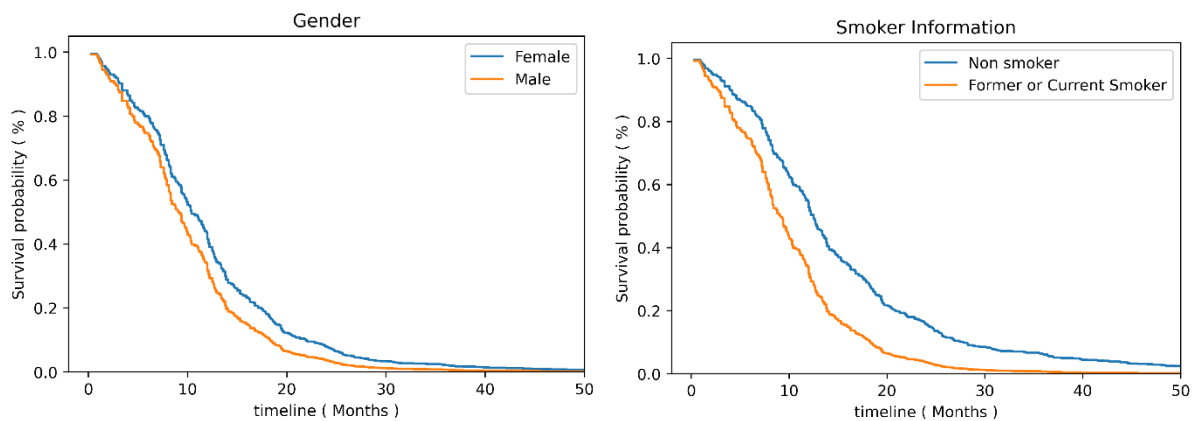 Gender
Survival probability ( % )
1.0
0.8
0.6
0.4
0.2
0.0
Female
Male
0 10 20 30 40 50
timeline ( Months )
Smoker Information
Survival probability ( % )
1.0
0.8
0.6
0.4
0.2
0.0
Non smoker
Former or Current Smoker
0 10 20 30 40 50
timeline ( Months )